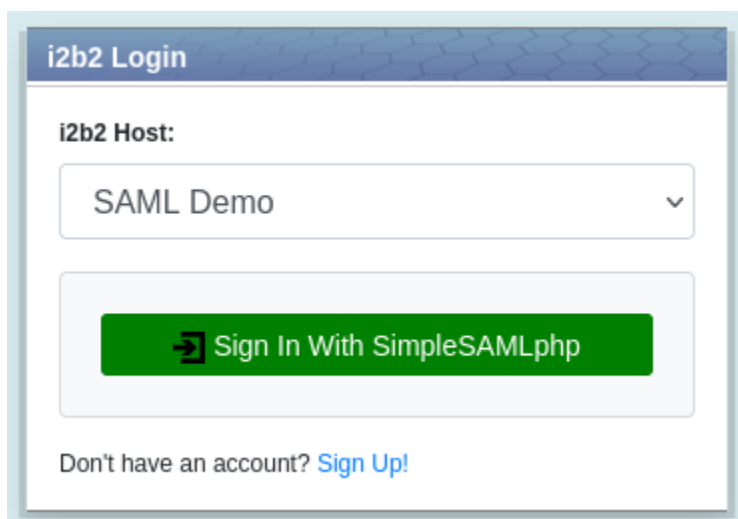 i2b2 Login
i2b2 Host:
SAML Demo
Sign In With SimpleSAMLphp
Don't have an account? Sign Up!